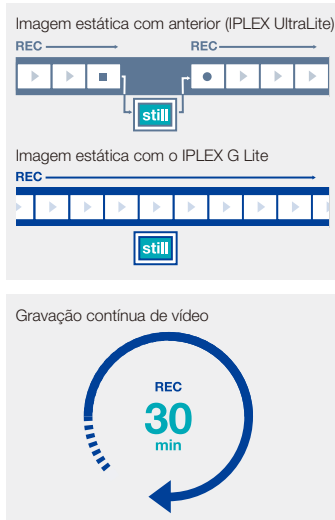 Imagem estática com anterior (IPLEX UltraLite)
REC REC
still
Imagem estática com o IPLEX G Lite
REC
still
Gravação contínua de vídeo
REC
30
min